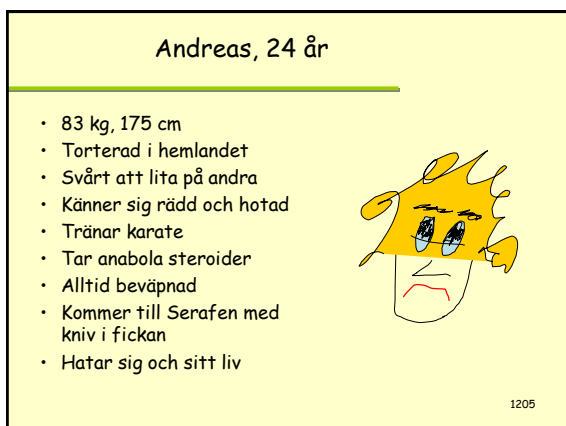 Andreas, 24 år
• 83 kg, 175 cm
• Torterad i hemlandet
• Svårt att lita på andra
• Känner sig rädd och hotad
• Tränar karate
• Tar anabola steroider
• Alltid beväpnad
• Kommer till Serafen med
kniv i fickan
• Hatar sig och sitt liv
1205